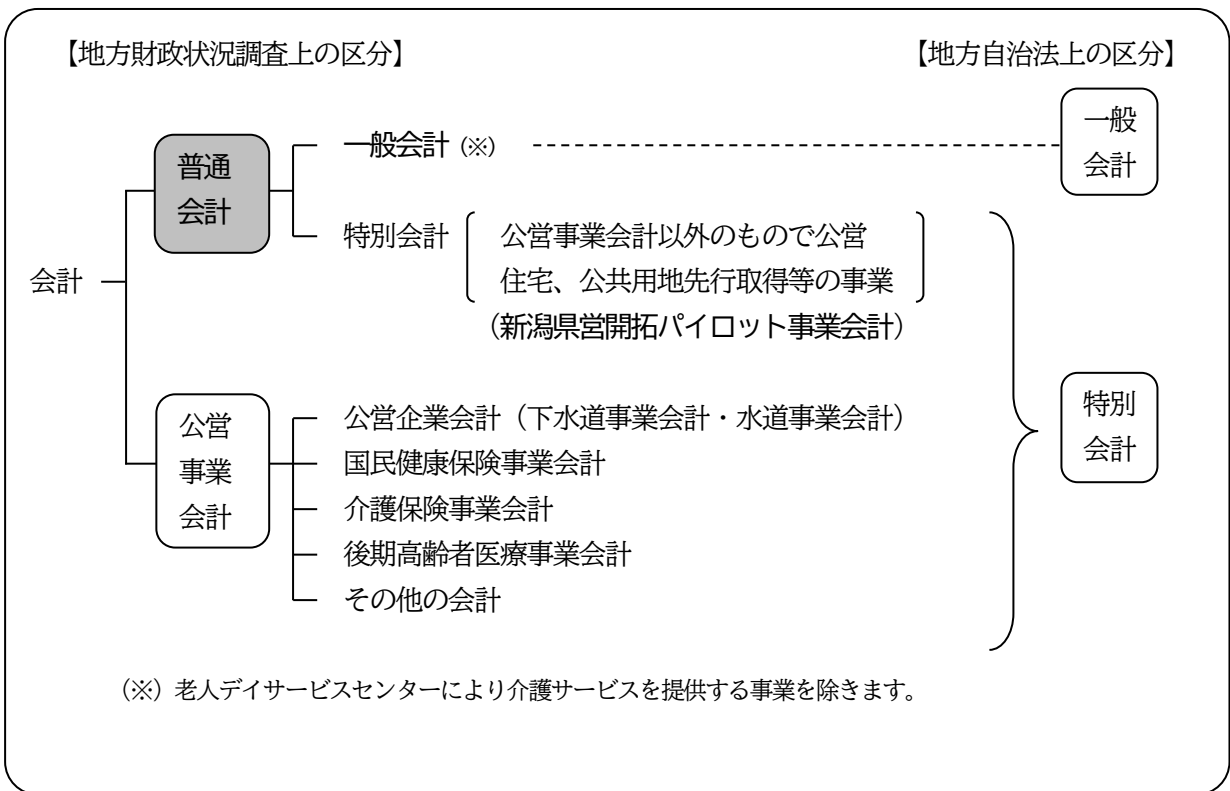 【地方財政状況調査上の区分】 【地方自治法上の区分】
一般会計（※）
一般
会計
普通
会計
特別会計
公営事業会計以外のもので公営
住宅、公共用地先行取得等の事業
（新潟県営開拓パイロット事業会計）
会計
公営
事業
会計
公営企業会計（下水道事業会計・水道事業会計）
国民健康保険事業会計
介護保険事業会計
後期高齢者医療事業会計
その他の会計
特別
会計
（※）老人デイサービスセンターにより介護サービスを提供する事業を除きます。